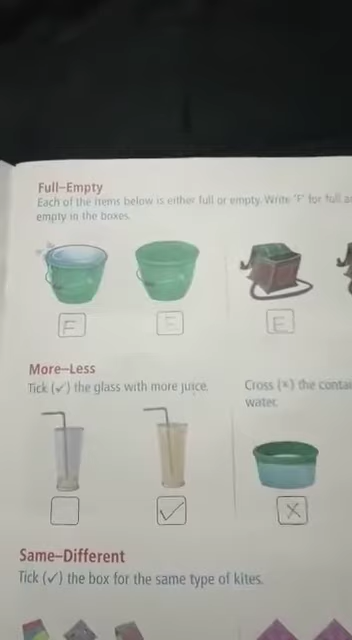 Full–Empty
Each of the items below is either full or empty. Write 'F' for full
empty in the boxes.
F E E
More–Less
Tick (✓) the glass with more juice.
Cross (×) the
water.
✓ ×
Same–Different
Tick (✓) the box for the same type of kites.